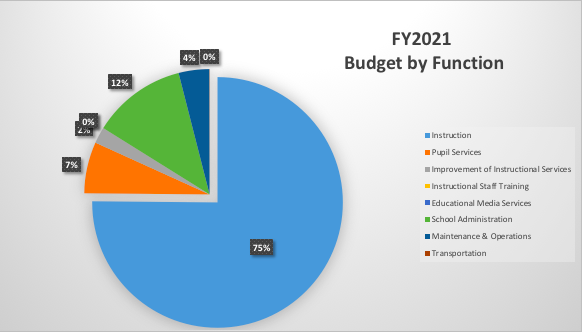 FY2021
Budget by Function
4%
0%
12%
0%
2%
7%
75%
Instruction
Pupil Services
Improvement of Instructional Services
Instructional Staff Training
Educational Media Services
School Administration
Maintenance & Operations
Transportation